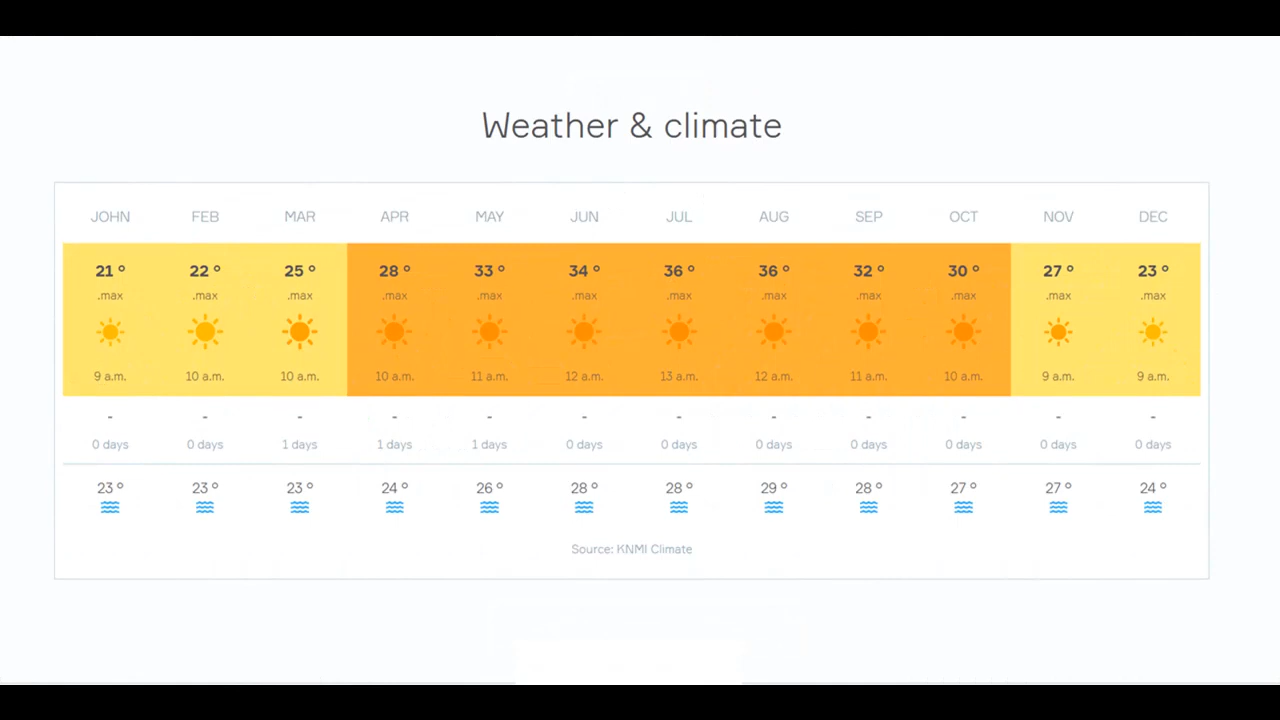 Weather & climate
JOHN FEB MAR APR MAY JUN JUL AUG SEP OCT NOV DEC
21 ° 22 ° 25 ° 28 ° 33 ° 34 ° 36 ° 36 ° 32 ° 30 ° 27 ° 23 °
.max .max .max .max .max .max .max .max .max .max .max .max
9 a.m. 10 a.m. 10 a.m. 10 a.m. 11 a.m. 12 a.m. 13 a.m. 12 a.m. 11 a.m. 10 a.m. 9 a.m. 9 a.m.
- - - - - - - - - - - -
0 days 0 days 1 days 1 days 1 days 0 days 0 days 0 days 0 days 0 days 0 days 0 days
23 ° 23 ° 23 ° 24 ° 26 ° 28 ° 28 ° 29 ° 28 ° 27 ° 27 ° 24 °
Source: KNMI Climate